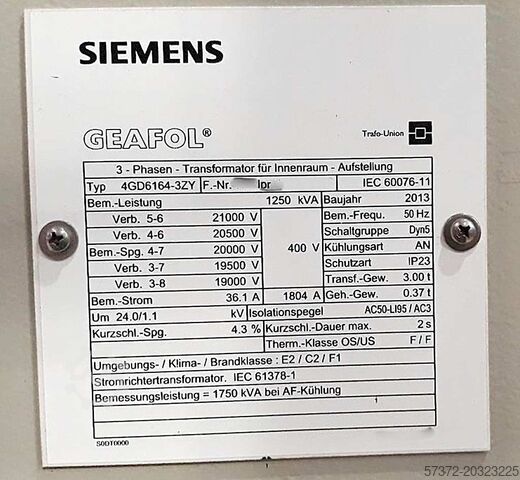 SIEMENS
GEAFOL®
Trafo-Union
3 - Phasen - Transformator für Innenraum - Aufstellung
Typ 4GD6164-3ZY F.-Nr. IEC 60076-11
Bem.-Leistung 1250 kVA Baujahr 2013
Verb. 5-6 21000 V Bem.-Frequ. 50 Hz
Verb. 4-6 20500 V Schaltgruppe Dyn5
Bem.-Spg. 4-7 20000 V 400 V Kühlungsart AN
Verb. 3-7 19500 V Schutzart IP23
Verb. 3-8 19000 V Transf.-Gew. 3.00 t
Bem.-Strom 36.1 A 1804 A Geh.-Gew. 0.37 t
Um 24.0/1.1 kV Isolationspegel AC50-LI95 / AC3
Kurzschl.-Spg. 4.3 % Kurzschl.-Dauer max. 2 s
Therm.-Klasse OS/US F / F
Umgebungs- / Klima- / Brandklasse : E2 / C2 / F1
Stromrichtertransformator. IEC 61378-1
Bemessungsleistung = 1750 kVA bei AF-Kühlung
1
S0DT0000
57372-20323225